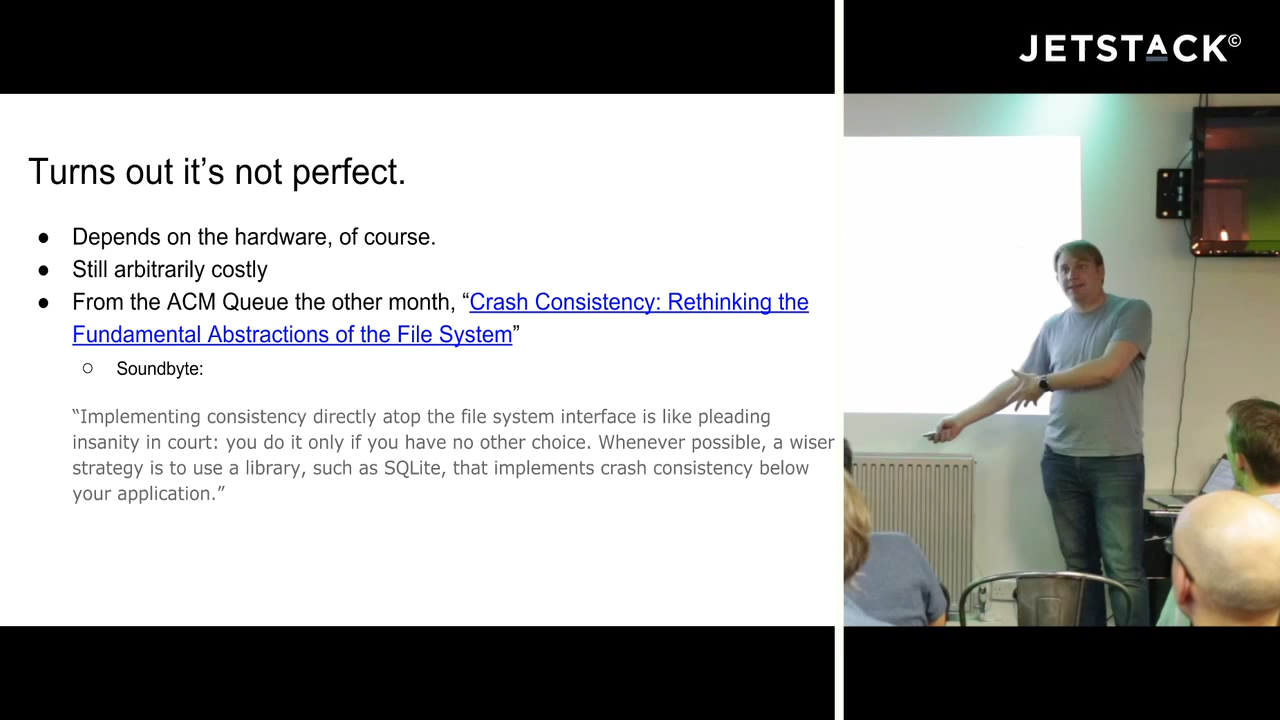 JETSTACK©
Turns out it’s not perfect.
● Depends on the hardware, of course.
● Still arbitrarily costly
● From the ACM Queue the other month, “Crash Consistency: Rethinking the
Fundamental Abstractions of the File System”
○ Soundbyte:
“Implementing consistency directly atop the file system interface is like pleading
insanity in court: you do it only if you have no other choice. Whenever possible, a wiser
strategy is to use a library, such as SQLite, that implements crash consistency below
your application.”